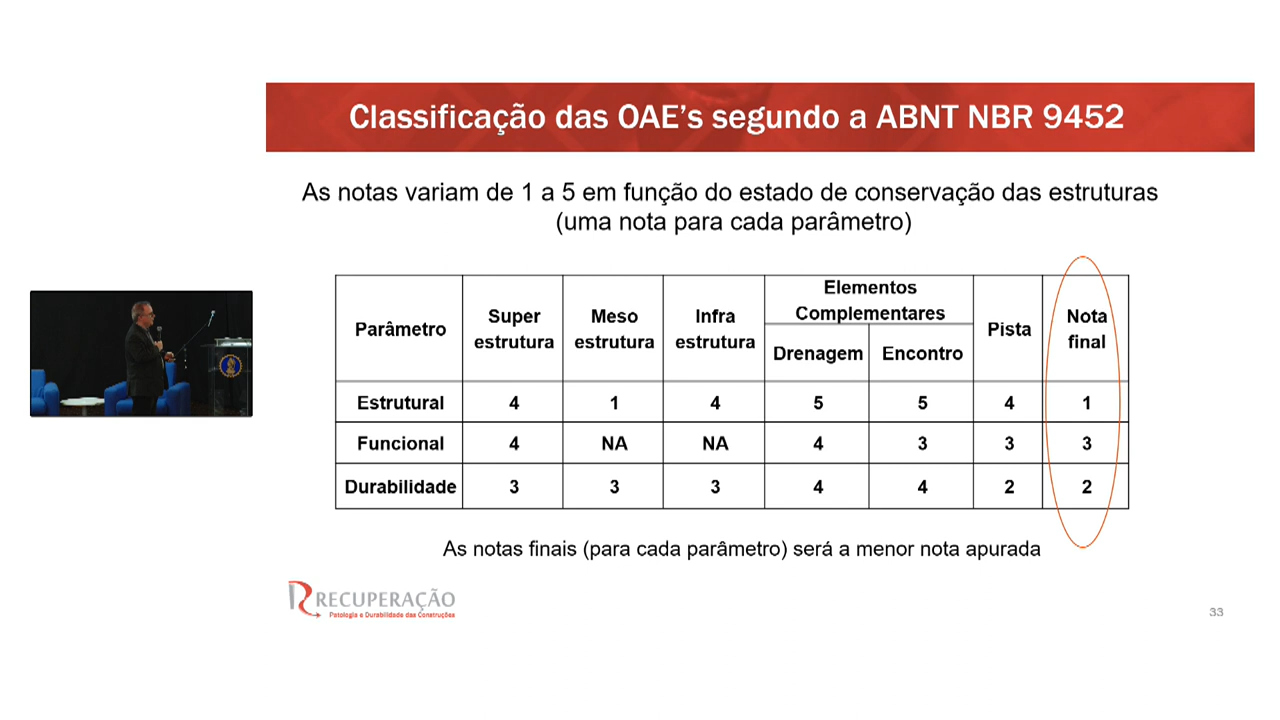 Classificação das OAE’s segundo a ABNT NBR 9452
As notas variam de 1 a 5 em função do estado de conservação das estruturas
(uma nota para cada parâmetro)
Parâmetro
Super
estrutura
Meso
estrutura
Infra
estrutura
Elementos
Complementares
Drenagem
Encontro
Pista
Nota
final
Estrutural 4 1 4 5 5 4 1
Funcional 4 NA NA 4 3 3 3
Durabilidade 3 3 3 4 4 2 2
As notas finais (para cada parâmetro) será a menor nota apurada
RECUPERAÇÃO
Patologia e Durabilidade das Construções
33